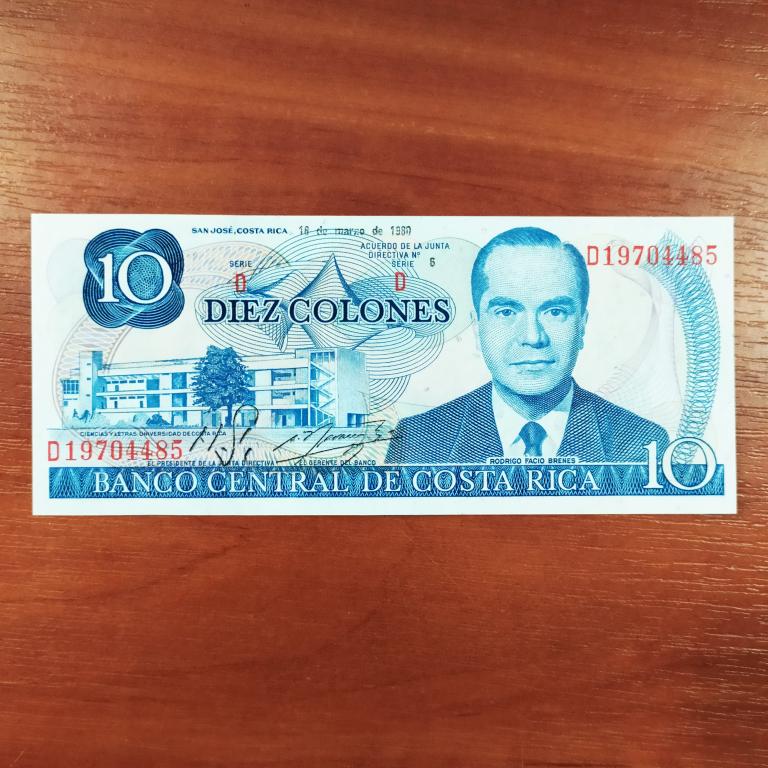 SAN JOSÉ, COSTA RICA 18 de marzo de 1980
ACUERDO DE LA JUNTA
DIRECTIVA Nº
SERIE D
SERIE 6
D
10
D19704485
DIEZ COLONES
CIENCIAS Y LETRAS. UNIVERSIDAD DE COSTA RICA
D19704485
EL PRESIDENTE DE LA JUNTA DIRECTIVA
EL GERENTE DEL BANCO
RODRIGO FACIO BRENES
BANCO CENTRAL DE COSTA RICA
10